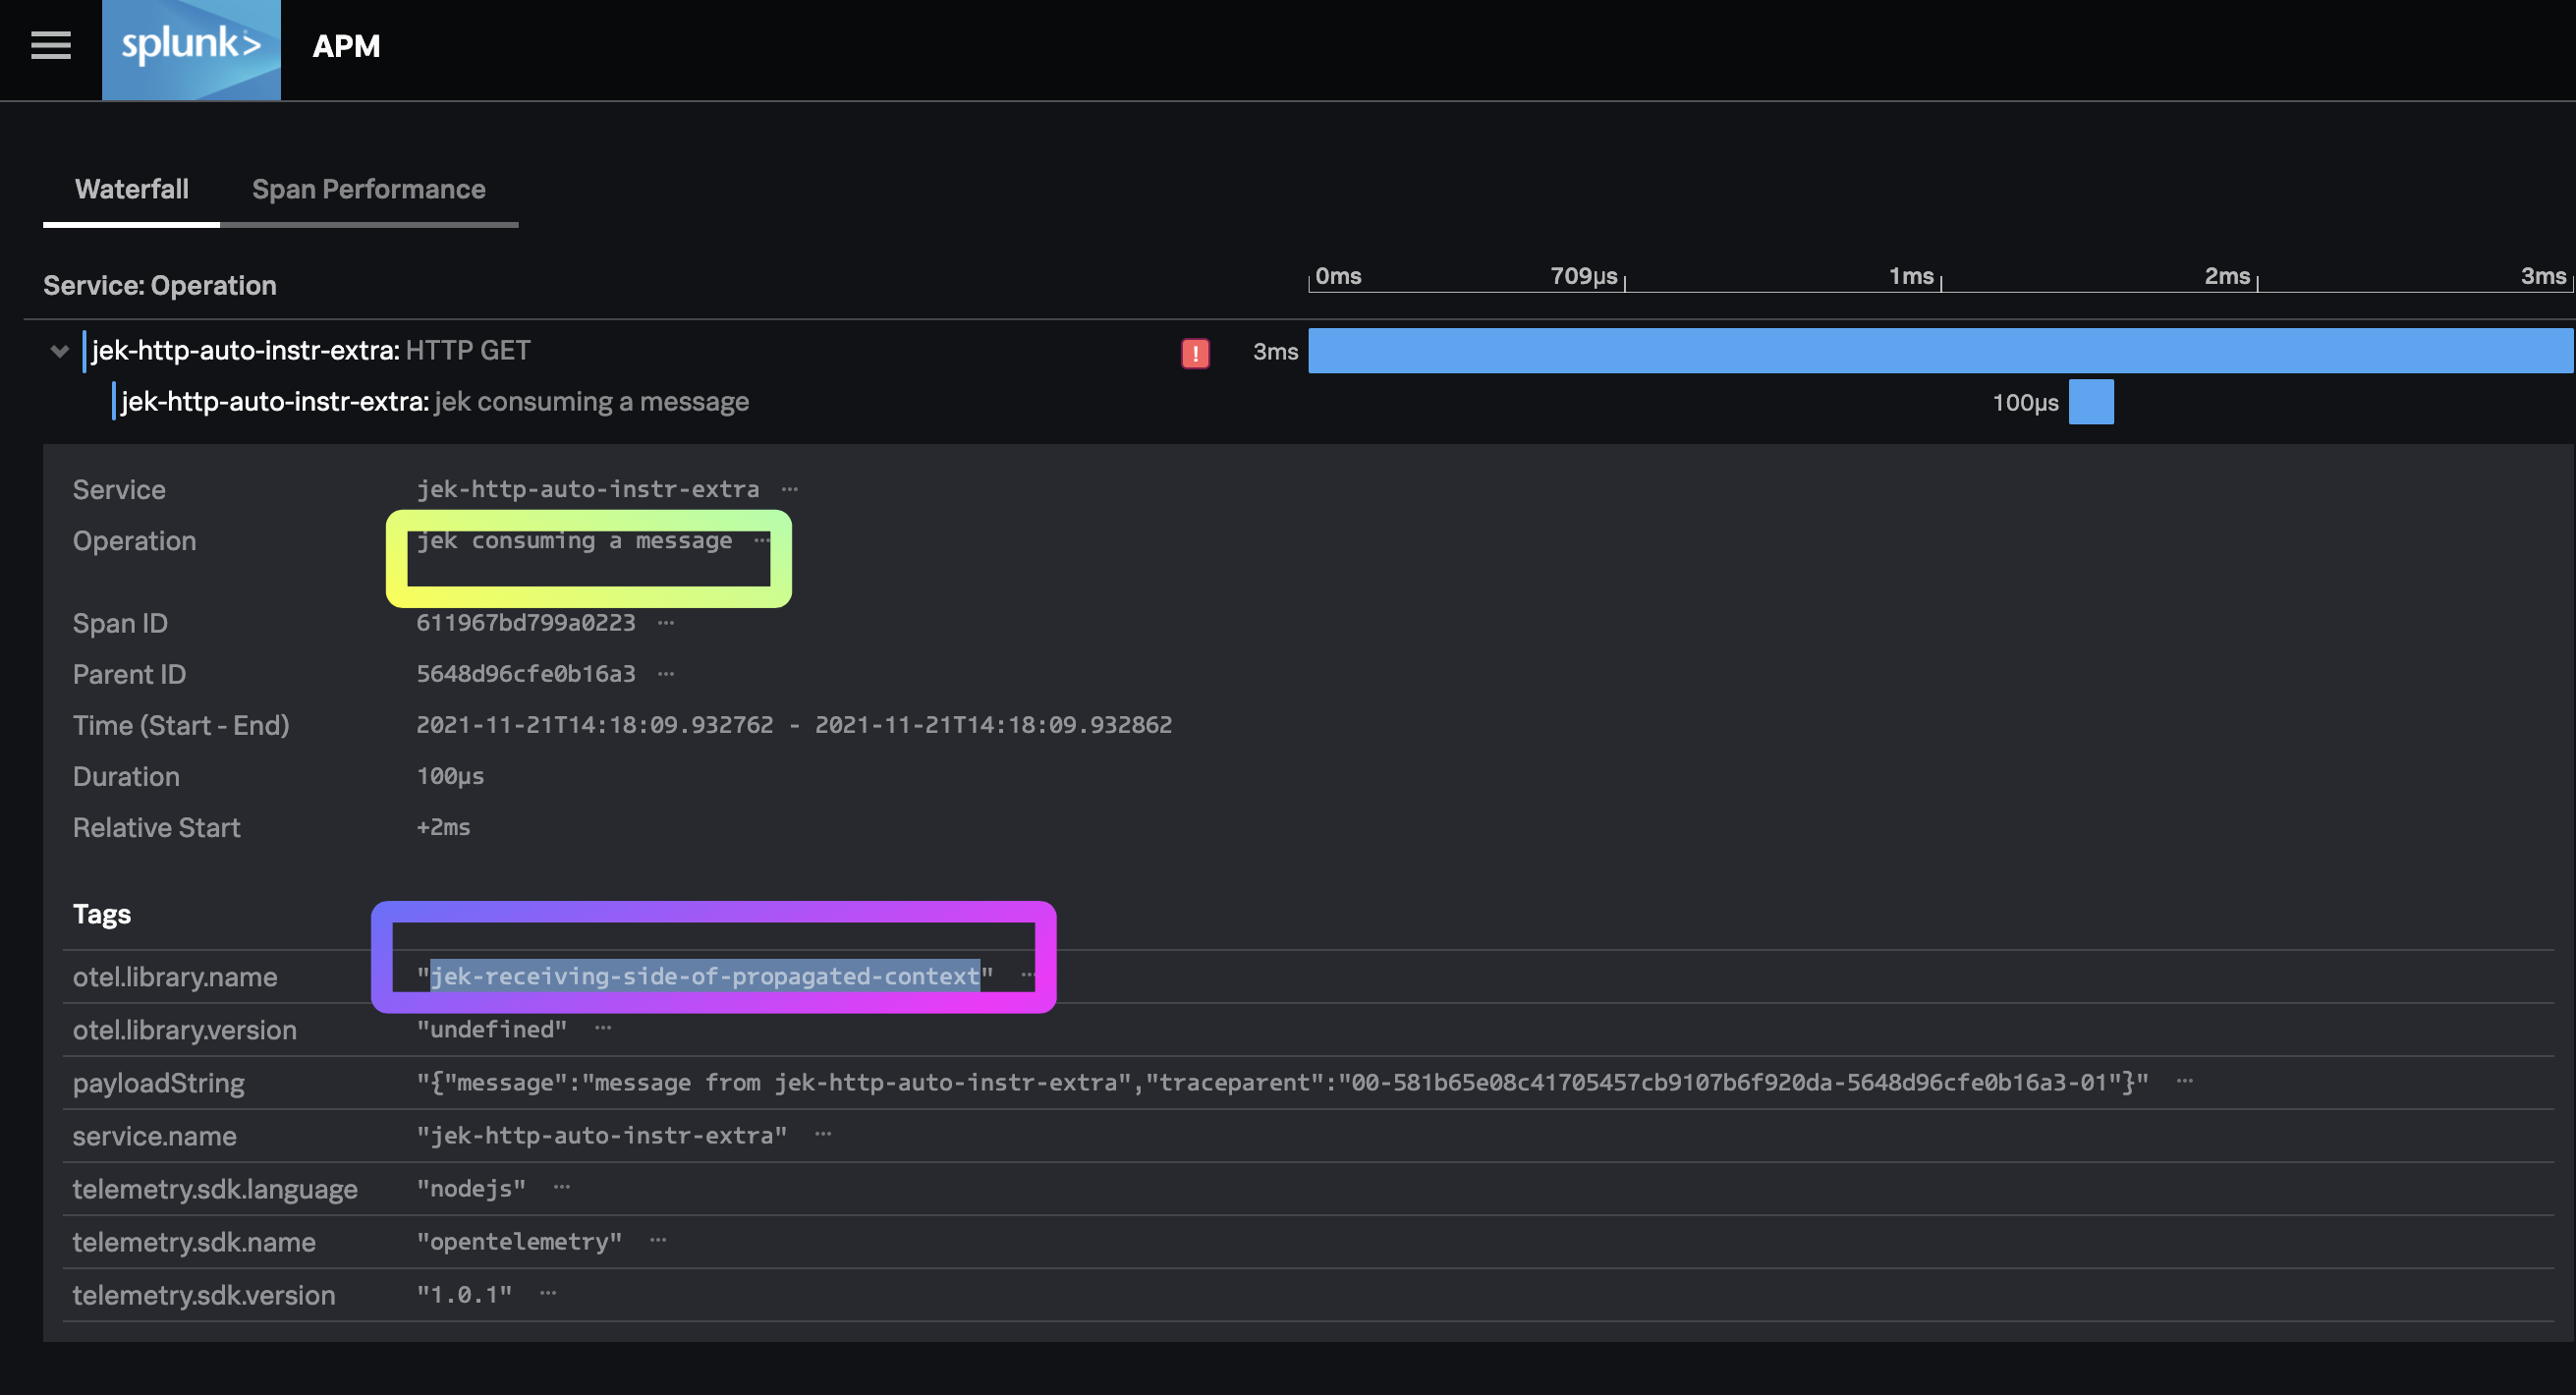 splunk> APM
Waterfall Span Performance
Service: Operation 0ms 709µs 1ms 2ms 3ms
jek-http-auto-instr-extra: HTTP GET ! 3ms
jek-http-auto-instr-extra: jek consuming a message 100µs
Service jek-http-auto-instr-extra ...
Operation jek consuming a message ...
Span ID 611967bd799a0223 ...
Parent ID 5648d96cfe0b16a3 ...
Time (Start - End) 2021-11-21T14:18:09.932762 - 2021-11-21T14:18:09.932862
Duration 100µs
Relative Start +2ms
Tags
otel.library.name "jek-receiving-side-of-propagated-context" ...
otel.library.version "undefined" ...
payloadString "{"message":"message from jek-http-auto-instr-extra","traceparent":"00-581b65e08c41705457cb9107b6f920da-5648d96cfe0b16a3-01"}" ...
service.name "jek-http-auto-instr-extra" ...
telemetry.sdk.language "nodejs" ...
telemetry.sdk.name "opentelemetry" ...
telemetry.sdk.version "1.0.1" ...